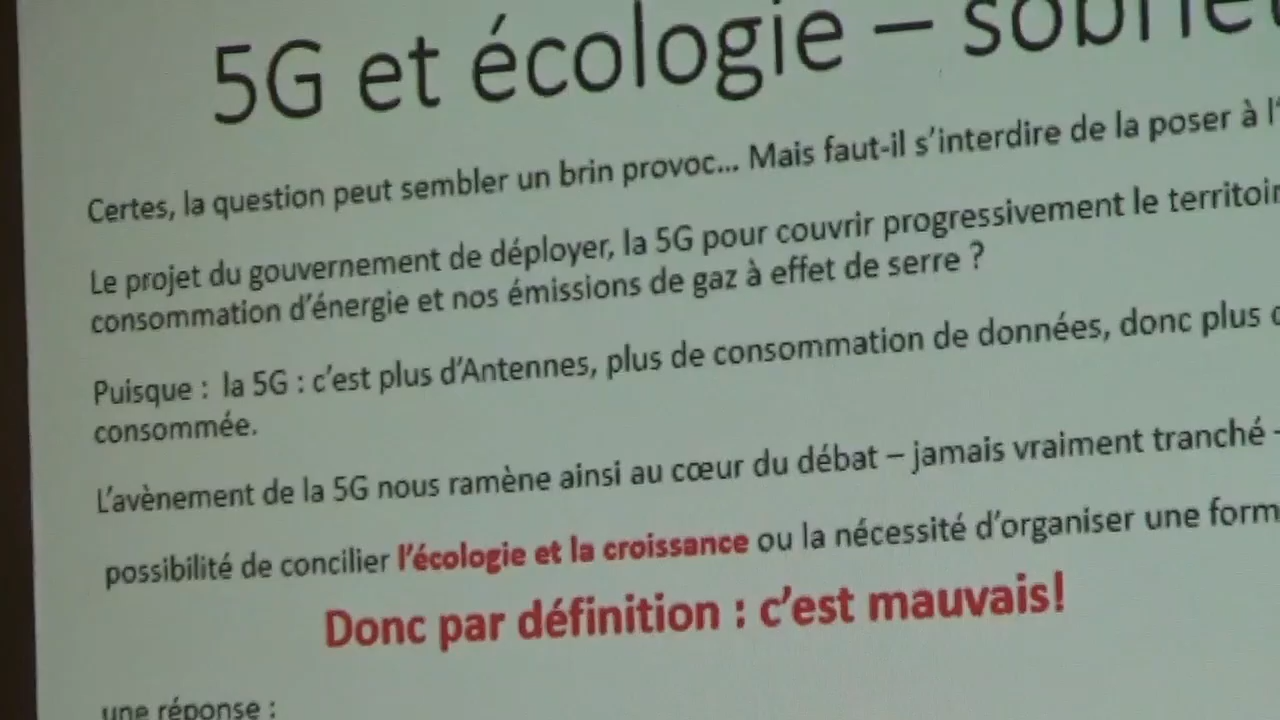 5G et écologie –
Certes, la question peut sembler un brin provoc... Mais faut-il s'interdire de la poser à l'
Le projet du gouvernement de déployer, la 5G pour couvrir progressivement le
consommation d'énergie et nos émissions de gaz à effet de serre ?
Puisque : la 5G : c'est plus d'Antennes, plus de consommation de données, donc plus
consommée.
L'avènement de la 5G nous ramène ainsi au cœur du débat – jamais vraiment tranché -
possibilité de concilier l'écologie et la croissance ou la nécessité d'organiser une
Donc par définition : c'est mauvais!
une réponse :